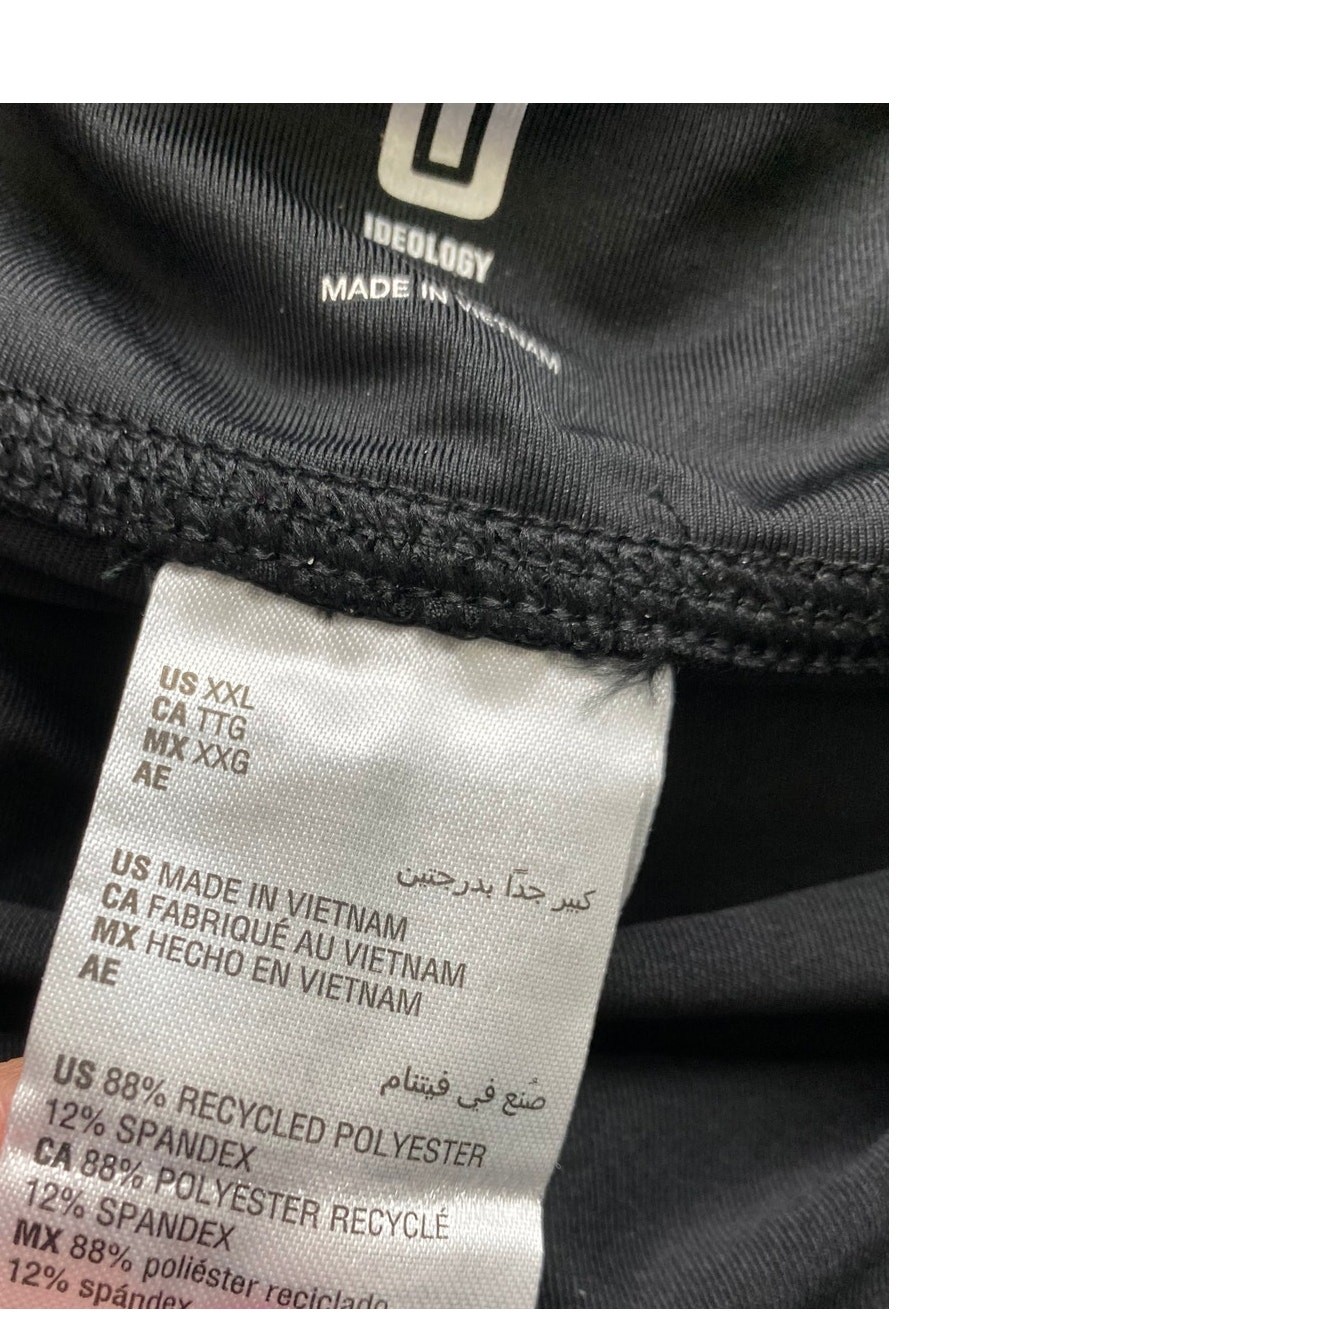 IDEOLOGY
MADE IN VIETNAM
US XXL
CA TTG
MX XXG
AE
كبير جدًا بدرجتين
US MADE IN VIETNAM
CA FABRIQUÉ AU VIETNAM
MX HECHO EN VIETNAM
AE
صُنع في فيتنام
US 88% RECYCLED POLYESTER
12% SPANDEX
CA 88% POLYESTER RECYCLÉ
12% SPANDEX
MX 88% poliéster reciclado
12% spándex